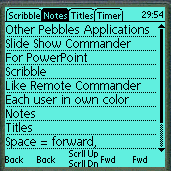 Scribble Notes Titles Timer 29:54
Other Pebbles Applications
Slide Show Commander
For PowerPoint
Scribble
Like Remote Commander
Each user in own color
Notes
Titles
Space = forward,
Back Back Scrll Up Fwd Fwd
Scrll Dn